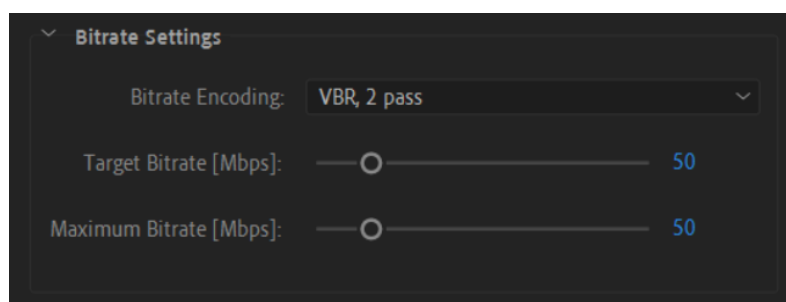 Bitrate Settings
Bitrate Encoding: VBR, 2 pass
Target Bitrate [Mbps]: 50
Maximum Bitrate [Mbps]: 50